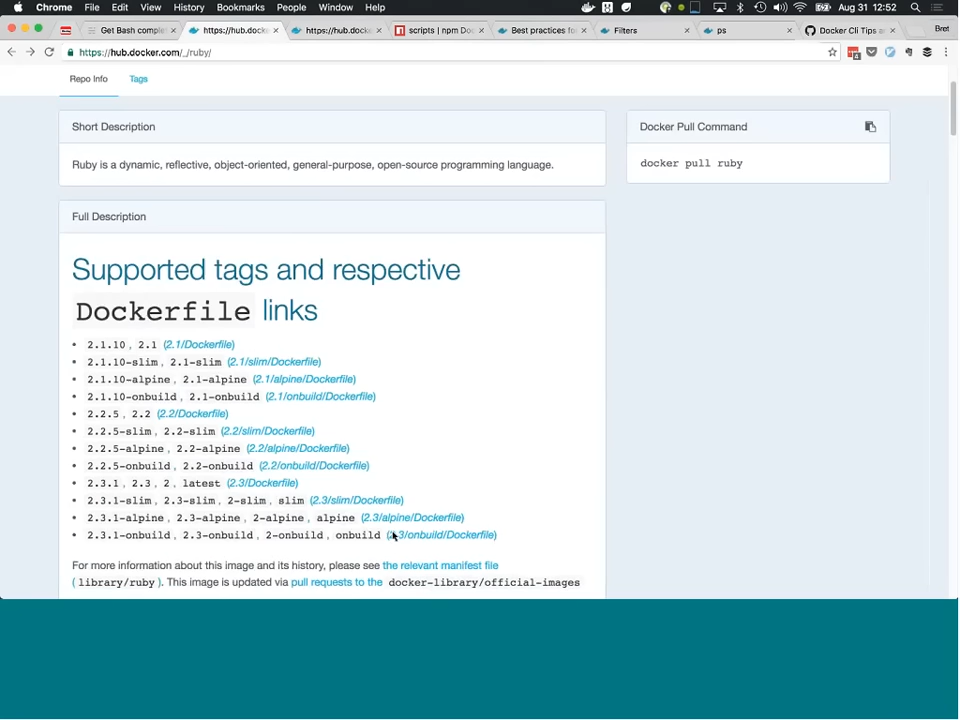 Chrome File Edit View History Bookmarks People Window Help Aug 31 12:52
Get Bash comple × https://hub.docker × https://hub.docker.c × scripts | npm Doc × Best practices fo × Filters × ps × Docker Cli Tips a × Bret
https://hub.docker.com/_/ruby/
Repo Info Tags
Short Description
Docker Pull Command
Ruby is a dynamic, reflective, object-oriented, general-purpose, open-source programming language.
docker pull ruby
Full Description
Supported tags and respective
Dockerfile links
• 2.1.10, 2.1 (2.1/Dockerfile)
• 2.1.10-slim, 2.1-slim (2.1/slim/Dockerfile)
• 2.1.10-alpine, 2.1-alpine (2.1/alpine/Dockerfile)
• 2.1.10-onbuild, 2.1-onbuild (2.1/onbuild/Dockerfile)
• 2.2.5, 2.2 (2.2/Dockerfile)
• 2.2.5-slim, 2.2-slim (2.2/slim/Dockerfile)
• 2.2.5-alpine, 2.2-alpine (2.2/alpine/Dockerfile)
• 2.2.5-onbuild, 2.2-onbuild (2.2/onbuild/Dockerfile)
• 2.3.1, 2.3, 2, latest (2.3/Dockerfile)
• 2.3.1-slim, 2.3-slim, 2-slim, slim (2.3/slim/Dockerfile)
• 2.3.1-alpine, 2.3-alpine, 2-alpine, alpine (2.3/alpine/Dockerfile)
• 2.3.1-onbuild, 2.3-onbuild, 2-onbuild, onbuild (2.3/onbuild/Dockerfile)
For more information about this image and its history, please see the relevant manifest file
(library/ruby). This image is updated via pull requests to the docker-library/official-images